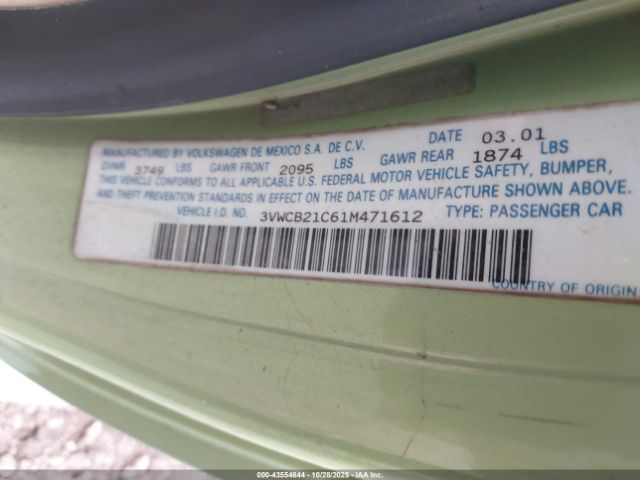 MANUFACTURED BY VOLKSWAGEN DE MEXICO S.A. DE C.V. DATE 03.01
GVWR 3749 LBS GAWR FRONT 2095 LBS GAWR REAR 1874 LBS
THIS VEHICLE CONFORMS TO ALL APPLICABLE U.S. FEDERAL MOTOR VEHICLE SAFETY, BUMPER,
AND THEFT PREVENTION STANDARDS IN EFFECT ON THE DATE OF MANUFACTURE SHOWN ABOVE.
VEHICLE I.D. NO. 3VWCB21C61M471612 TYPE: PASSENGER CAR
COUNTRY OF ORIGIN
000-43554644 - 10/28/2025 - IAAI.CA